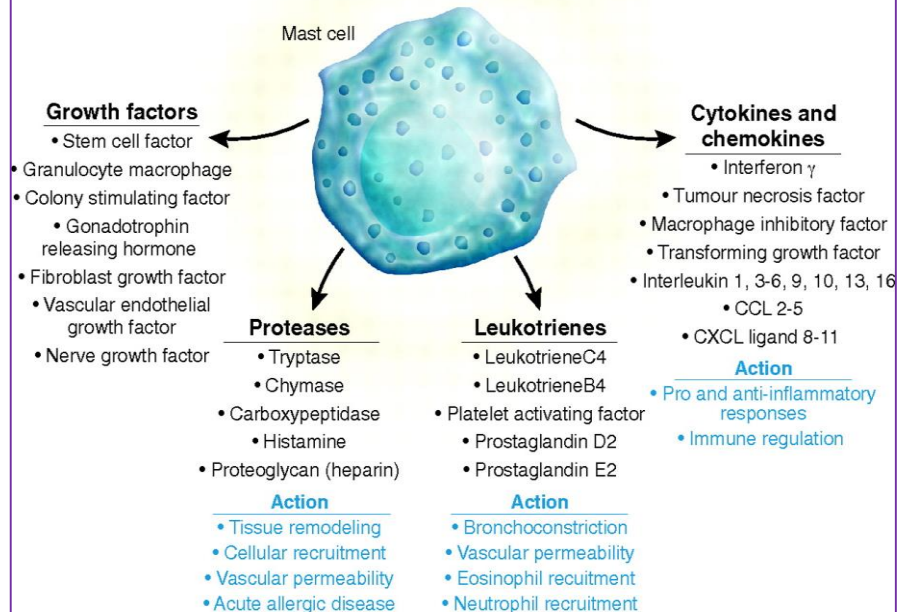 Mast cell
Growth factors
• Stem cell factor
• Granulocyte macrophage
• Colony stimulating factor
• Gonadotrophin
releasing hormone
• Fibroblast growth factor
• Vascular endothelial
growth factor
• Nerve growth factor
Proteases
• Tryptase
• Chymase
• Carboxypeptidase
• Histamine
• Proteoglycan (heparin)
Action
• Tissue remodeling
• Cellular recruitment
• Vascular permeability
• Acute allergic disease
Leukotrienes
• LeukotrieneC4
• LeukotrieneB4
• Platelet activating factor
• Prostaglandin D2
• Prostaglandin E2
Action
• Bronchoconstriction
• Vascular permeability
• Eosinophil recuitment
• Neutrophil recruitment
Cytokines and
chemokines
• Interferon γ
• Tumour necrosis factor
• Macrophage inhibitory factor
• Transforming growth factor
• Interleukin 1, 3-6, 9, 10, 13, 16
• CCL 2-5
• CXCL ligand 8-11
Action
• Pro and anti-inflammatory
responses
• Immune regulation